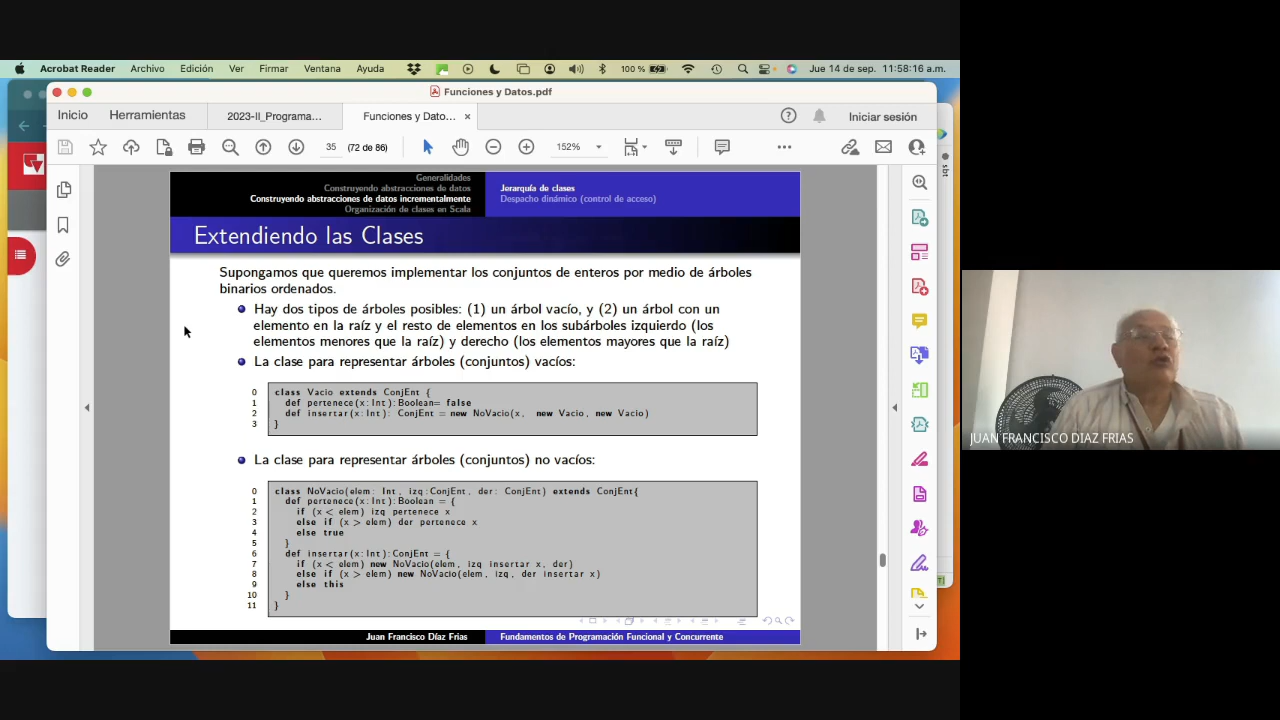 Acrobat Reader Archivo Edición Ver Firmar Ventana Ayuda 100 % Jue 14 de sep. 11:58:16 a.m.
Funciones y Datos.pdf
Inicio Herramientas 2023-II_Programa... Funciones y Dato... × Iniciar sesión
35 (72 de 86) 152%
sbt
Generalidades
Construyendo abstracciones de datos
Construyendo abstracciones de datos incrementalmente
Organización de clases en Scala
Jerarquía de clases
Despacho dinámico (control de acceso)
Extendiendo las Clases
Supongamos que queremos implementar los conjuntos de enteros por medio de árboles
binarios ordenados.
Hay dos tipos de árboles posibles: (1) un árbol vacío, y (2) un árbol con un
elemento en la raíz y el resto de elementos en los subárboles izquierdo (los
elementos menores que la raíz) y derecho (los elementos mayores que la raíz)
La clase para representar árboles (conjuntos) vacíos:
0 class Vacio extends ConjEnt {
1 def pertenece(x:Int):Boolean= false
2 def insertar(x:Int): ConjEnt = new NoVacio(x, new Vacio, new Vacio)
3 }
La clase para representar árboles (conjuntos) no vacíos:
0 class NoVacio(elem: Int, izq:ConjEnt, der: ConjEnt) extends ConjEnt{
1 def pertenece(x:Int):Boolean = {
2 if (x < elem) izq pertenece x
3 else if (x > elem) der pertenece x
4 else true
5 }
6 def insertar(x:Int):ConjEnt = {
7 if (x < elem) new NoVacio(elem, izq insertar x, der)
8 else if (x > elem) new NoVacio(elem, izq, der insertar x)
9 else this
10 }
11 }
Juan Francisco Díaz Frias Fundamentos de Programación Funcional y Concurrente
JUAN FRANCISCO DIAZ FRIAS